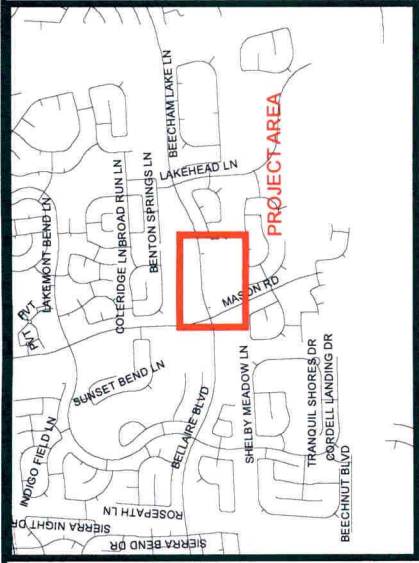 BEECHAM LAKE LN
LAKEHEAD LN
PROJECT AREA
LAKEMONT BEND LN
COLERIDGE LN
BROAD RUN LN
BENTON SPRINGS LN
MASON RD
PVT
PVT
SUNSET BEND LN
BELLAIRE BLVD
SHELBY MEADOW LN
TRANQUIL SHORES DR
CORDELL LANDING DR
BEECHNUT BLVD
INDIGO FIELD LN
ROSEPATH LN
SIERRA NIGHT DR
SIERRA BEND DR